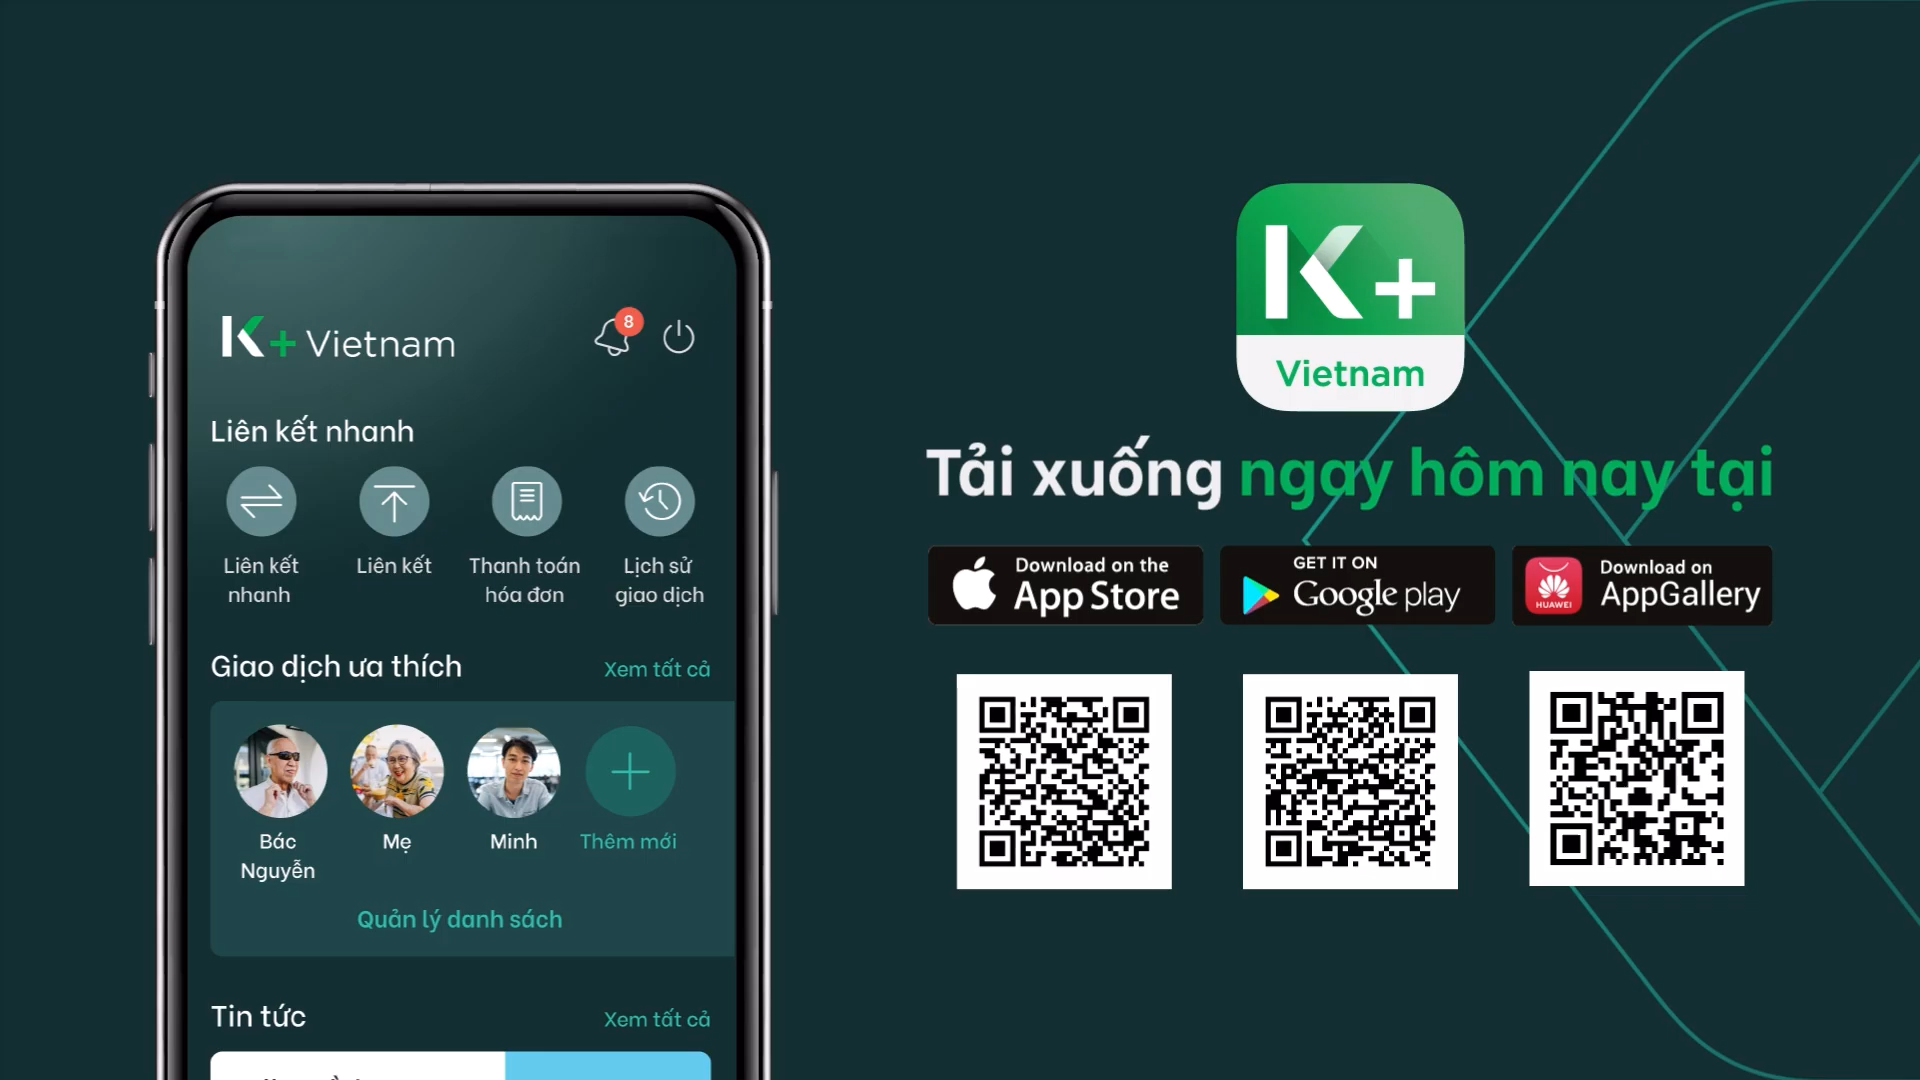 K+ Vietnam
8
Liên kết nhanh
Liên kết
nhanh
Liên kết
Thanh toán
hóa đơn
Lịch sử
giao dịch
Giao dịch ưa thích
Xem tất cả
Bác
Nguyễn
Mẹ
Minh
Thêm mới
Quản lý danh sách
Tin tức
Xem tất cả
K+
Vietnam
Tải xuống ngay hôm nay tại
Download on the
App Store
GET IT ON
Google play
HUAWEI
Download on
AppGallery